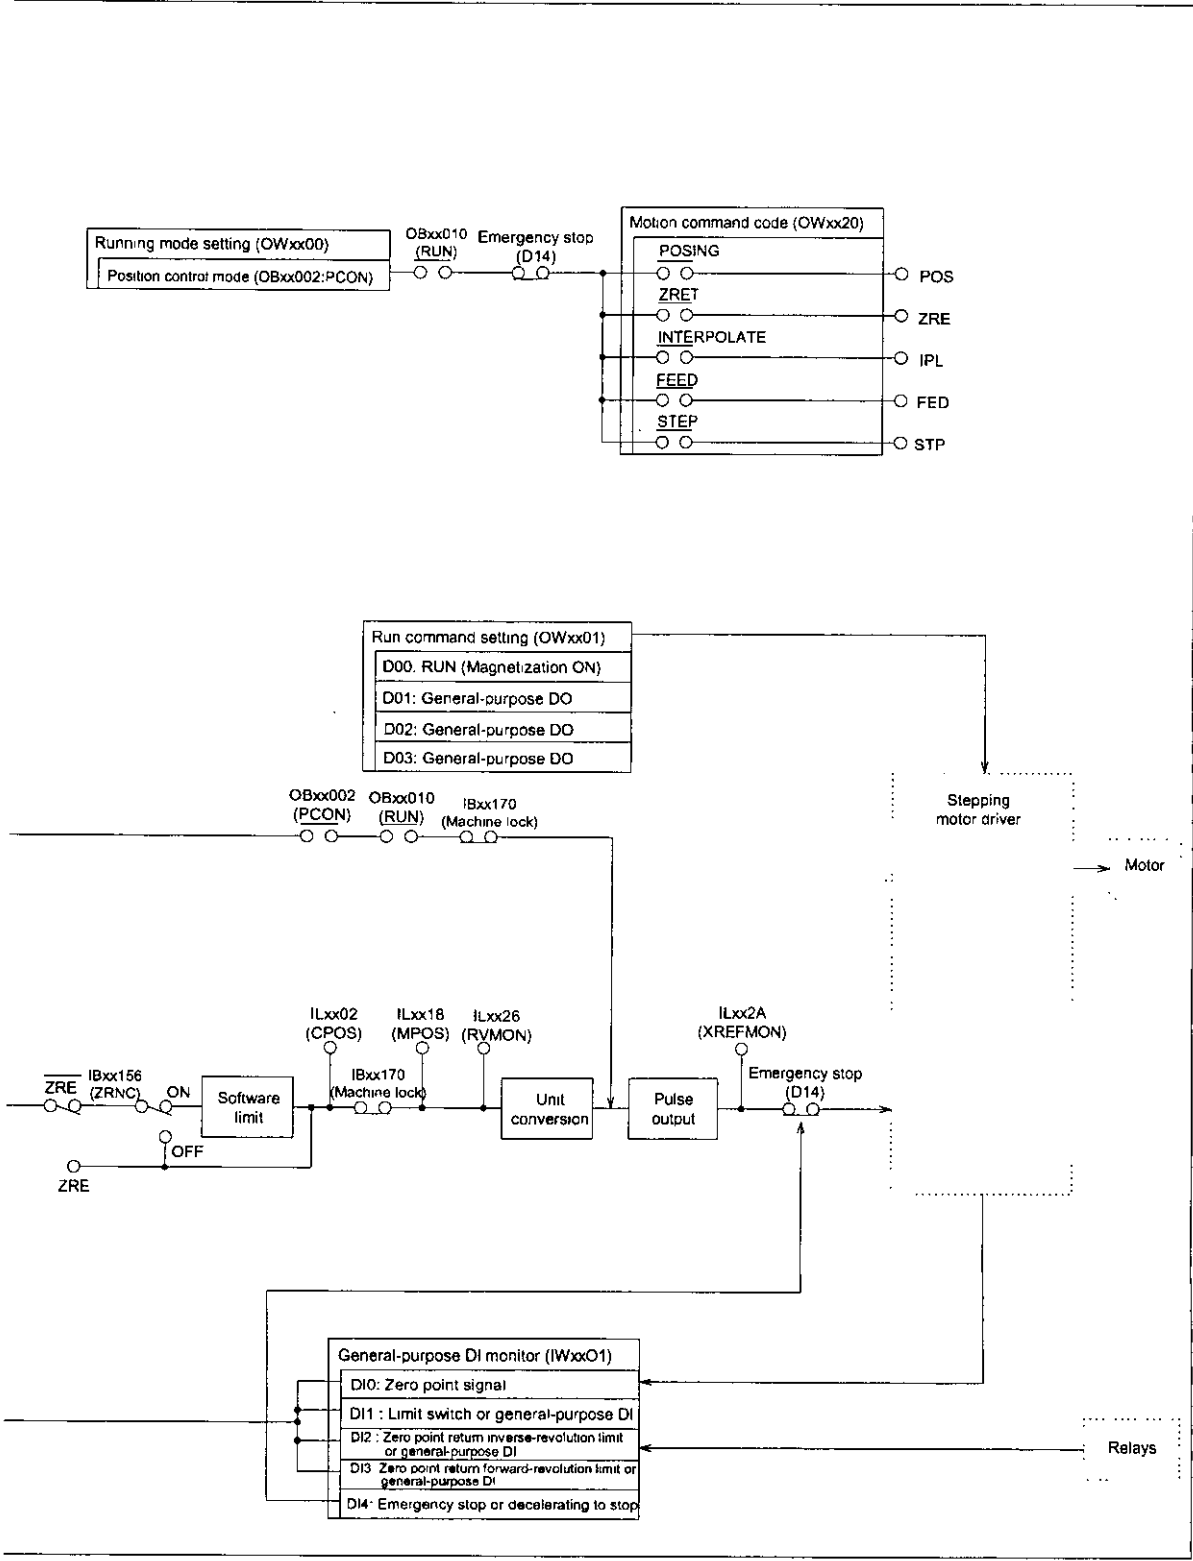 Running mode setting (OWxx00)
Position control mode (OBxx002:PCON)
OBxx010
(RUN)
Emergency stop
(D14)
Motion command code (OWxx20)
POSING
POS
ZRET
ZRE
INTERPOLATE
IPL
FEED
FED
STEP
STP
Run command setting (OWxx01)
D00. RUN (Magnetization ON)
D01: General-purpose DO
D02: General-purpose DO
D03: General-purpose DO
OBxx002
(PCON)
OBxx010
(RUN)
IBxx170
(Machine lock)
Stepping
motor driver
Motor
ILxx02
(CPOS)
ILxx18
(MPOS)
ILxx26
(RVMON)
ILxx2A
(XREFMON)
ZRE
IBxx156
(ZRNC)
ON
Software
limit
IBxx170
(Machine lock)
Unit
conversion
Pulse
output
Emergency stop
(D14)
OFF
ZRE
General-purpose DI monitor (IWxxO1)
DI0: Zero point signal
DI1 : Limit switch or general-purpose DI
DI2 : Zero point return inverse-revolution limit
or general-purpose DI
DI3 Zero point return forward-revolution limit or
general-purpose DI
DI4: Emergency stop or decelerating to stop
Relays